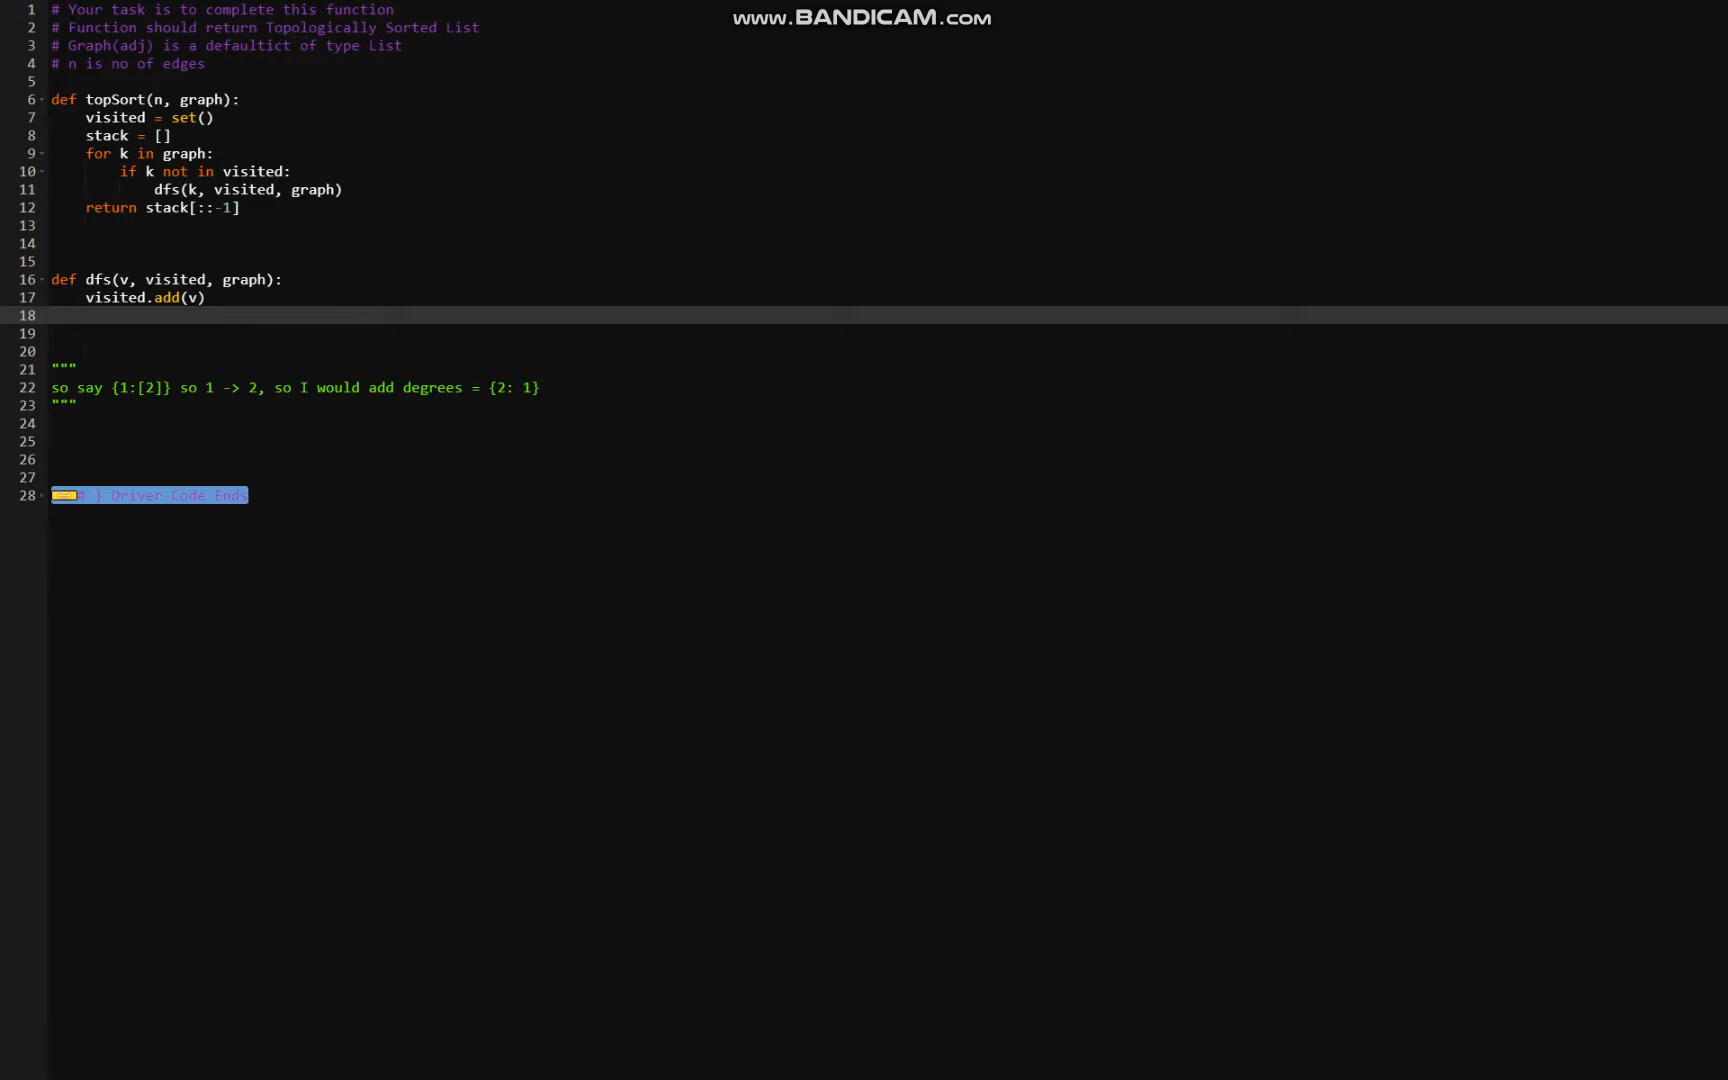 www.BANDICAM.com
1 # Your task is to complete this function
2 # Function should return Topologically Sorted List
3 # Graph(adj) is a defaultict of type List
4 # n is no of edges
5
6 def topSort(n, graph):
7     visited = set()
8     stack = []
9     for k in graph:
10         if k not in visited:
11             dfs(k, visited, graph)
12     return stack[::-1]
13
14
15
16 def dfs(v, visited, graph):
17     visited.add(v)
18
19
20
21 """
22 so say {1:[2]} so 1 -> 2, so I would add degrees = {2: 1}
23 """
24
25
26
27
28 # } Driver Code Ends